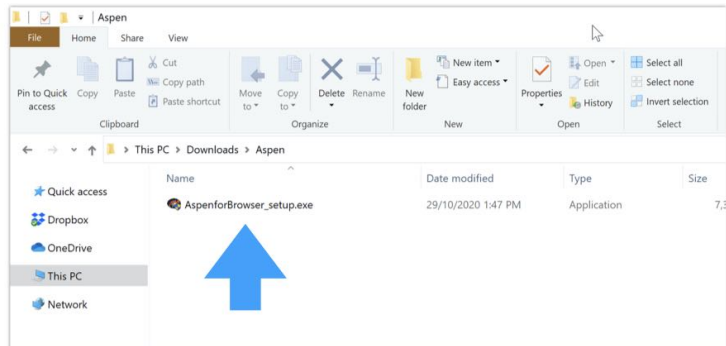 Aspen
File Home Share View
Pin to Quick access
Copy
Paste
Cut
Copy path
Paste shortcut
Clipboard
Move to
Copy to
Delete
Rename
Organize
New folder
New item
Easy access
New
Properties
Open
Edit
History
Open
Select all
Select none
Invert selection
Select
This PC > Downloads > Aspen
Name Date modified Type Size
AspenforBrowser_setup.exe 29/10/2020 1:47 PM Application
Quick access
Dropbox
OneDrive
This PC
Network